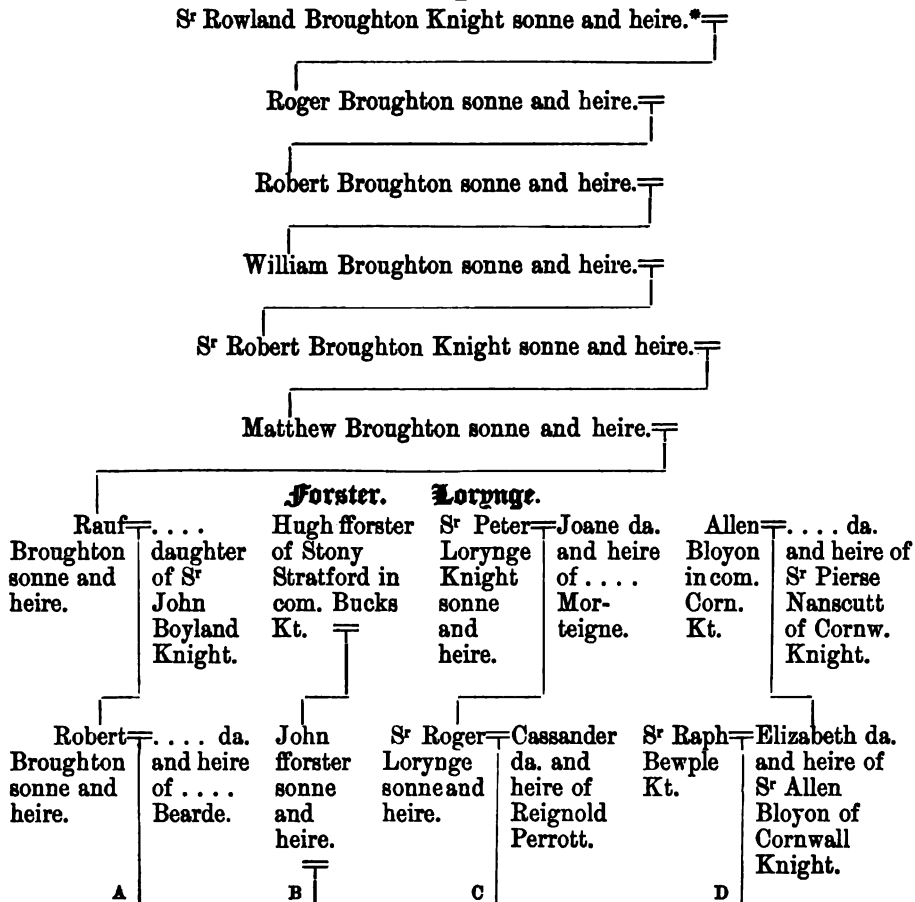 Sʳ Rowland Broughton Knight sonne and heire.*
Roger Broughton sonne and heire.
Robert Broughton sonne and heire.
William Broughton sonne and heire.
Sʳ Robert Broughton Knight sonne and heire.
Matthew Broughton sonne and heire.
Rauf
Broughton
sonne and
heire.
. . . .
daughter
of Sʳ
John
Boyland
Knight.
Forster.
Hugh fforster
of Stony
Stratford in
com. Bucks
Kt.
Lorynge.
Sʳ Peter
Lorynge
Knight
sonne
and
heire.
Joane da.
and heire
of . . . .
Mor-
teigne.
Allen
Bloyon
in com.
Corn.
Kt.
. . . . da.
and heire of
Sʳ Pierse
Nanscutt
of Cornw.
Knight.
Robert
Broughton
sonne and
heire.
. . . . da.
and heire
of . . . .
Bearde.
John
fforster
sonne
and
heire.
Sʳ Roger
Lorynge
sonne and
heire.
Cassander
da. and
heire of
Reignold
Perrott.
Sʳ Raph
Bewple
Kt.
Elizabeth da.
and heire of
Sʳ Allen
Bloyon of
Cornwall
Knight.
A
B
C
D